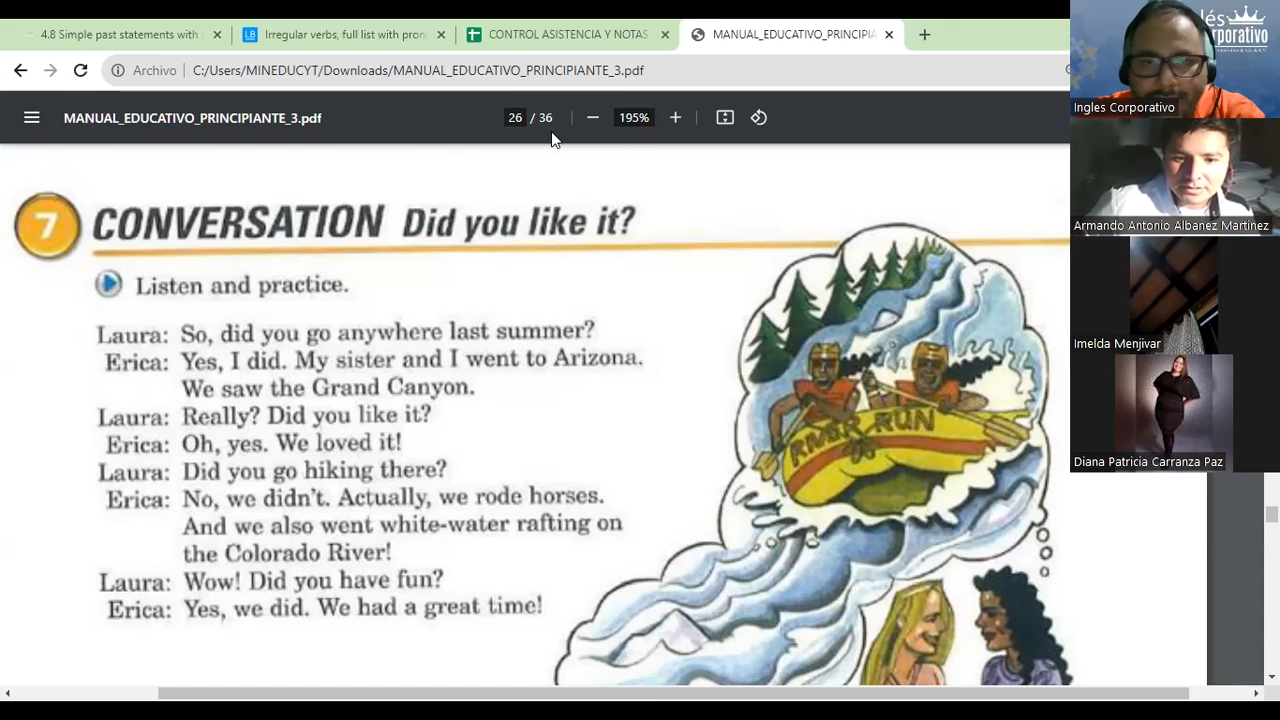 4.8 Simple past statements with
Irregular verbs, full list with pron
CONTROL ASISTENCIA Y NOTAS
MANUAL_EDUCATIVO_PRINCIPIA
Archivo
C:/Users/MINEDUCYT/Downloads/MANUAL_EDUCATIVO_PRINCIPIANTE_3.pdf
MANUAL_EDUCATIVO_PRINCIPIANTE_3.pdf
26 / 36
195%
7 CONVERSATION Did you like it?
Listen and practice.
Laura: So, did you go anywhere last summer?
Erica: Yes, I did. My sister and I went to Arizona.
We saw the Grand Canyon.
Laura: Really? Did you like it?
Erica: Oh, yes. We loved it!
Laura: Did you go hiking there?
Erica: No, we didn't. Actually, we rode horses.
And we also went white-water rafting on
the Colorado River!
Laura: Wow! Did you have fun?
Erica: Yes, we did. We had a great time!
RIVER RUN
Ingles Corporativo
Armando Antonio Albanez Martinez
Imelda Menjivar
Diana Patricia Carranza Paz